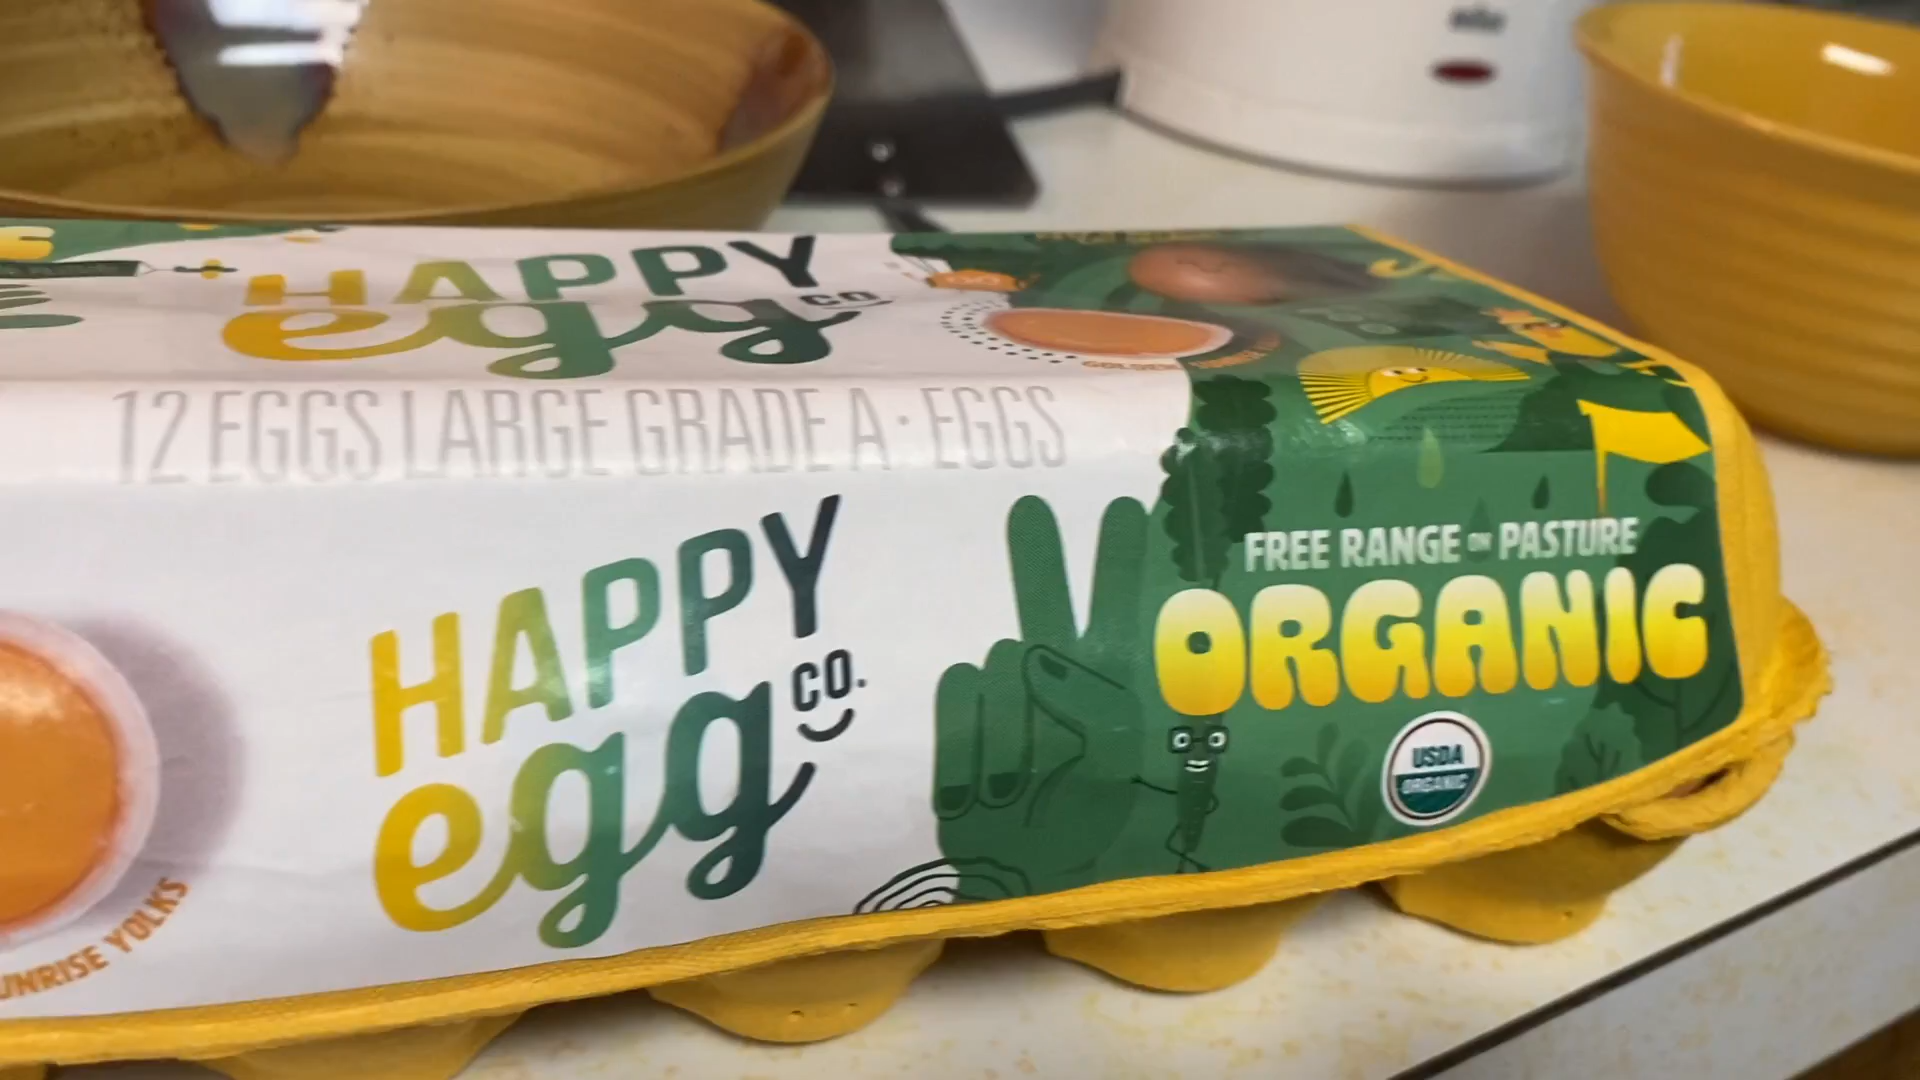 HAPPY
egg CO
12 EGGS LARGE GRADE A · EGGS
HAPPY
egg CO.
FREE RANGE ON PASTURE
ORGANIC
USDA
ORGANIC
YOLKS